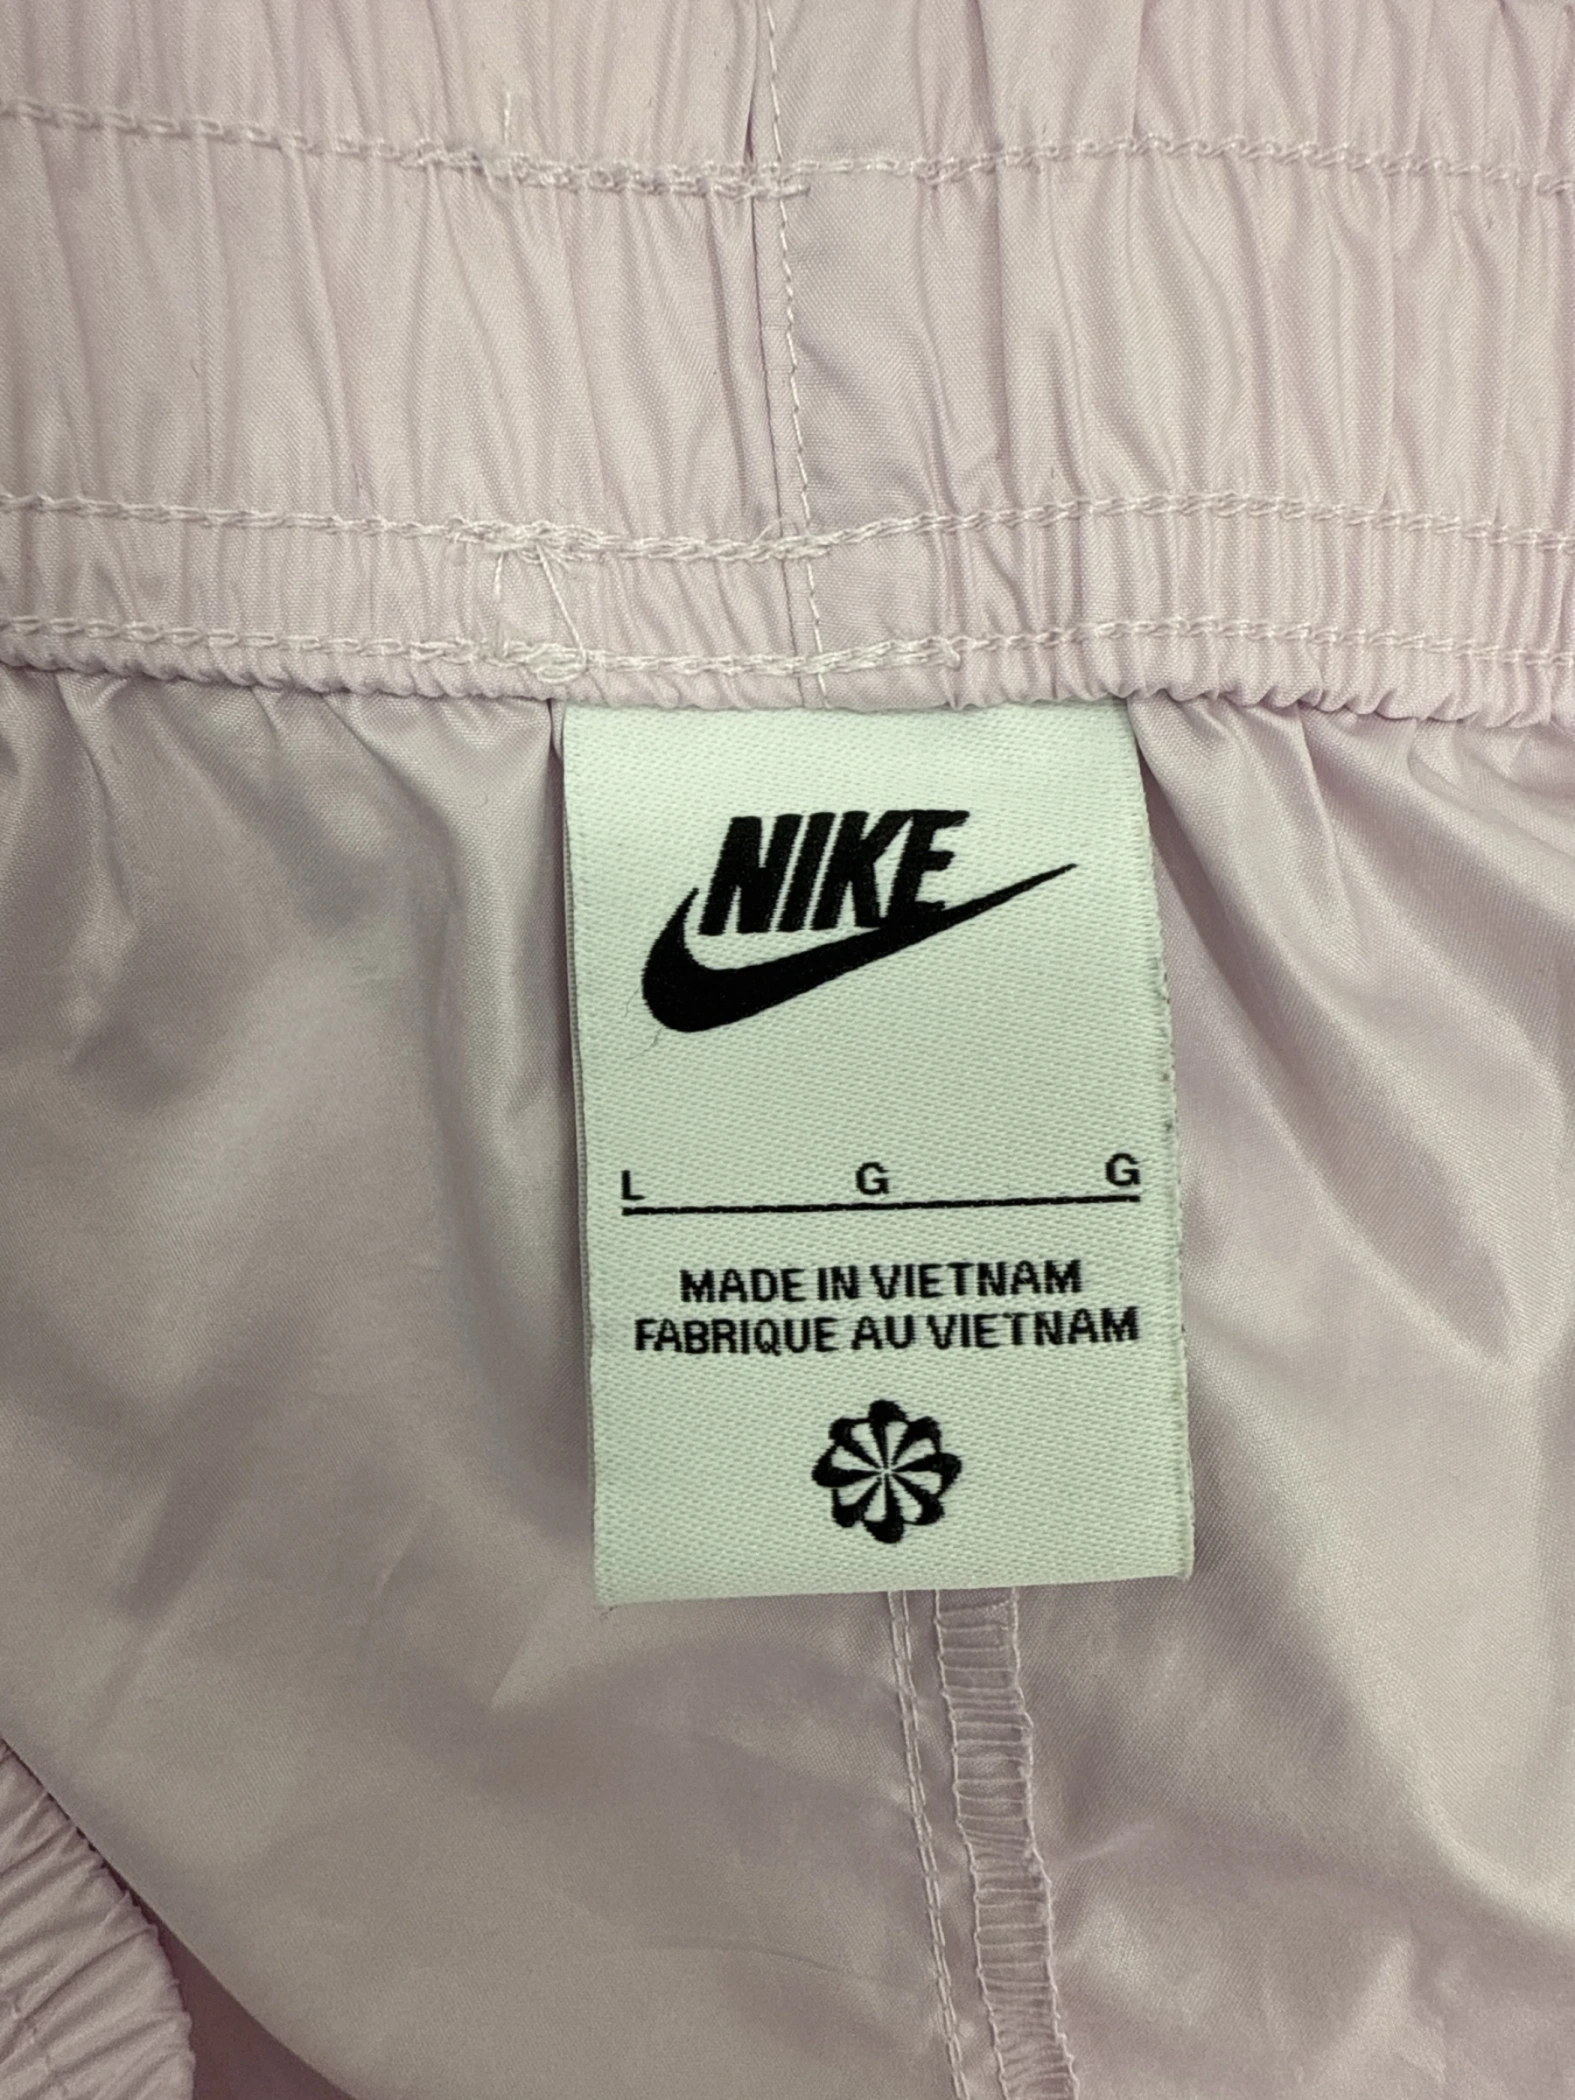 NIKE
L G G
MADE IN VIETNAM
FABRIQUE AU VIETNAM